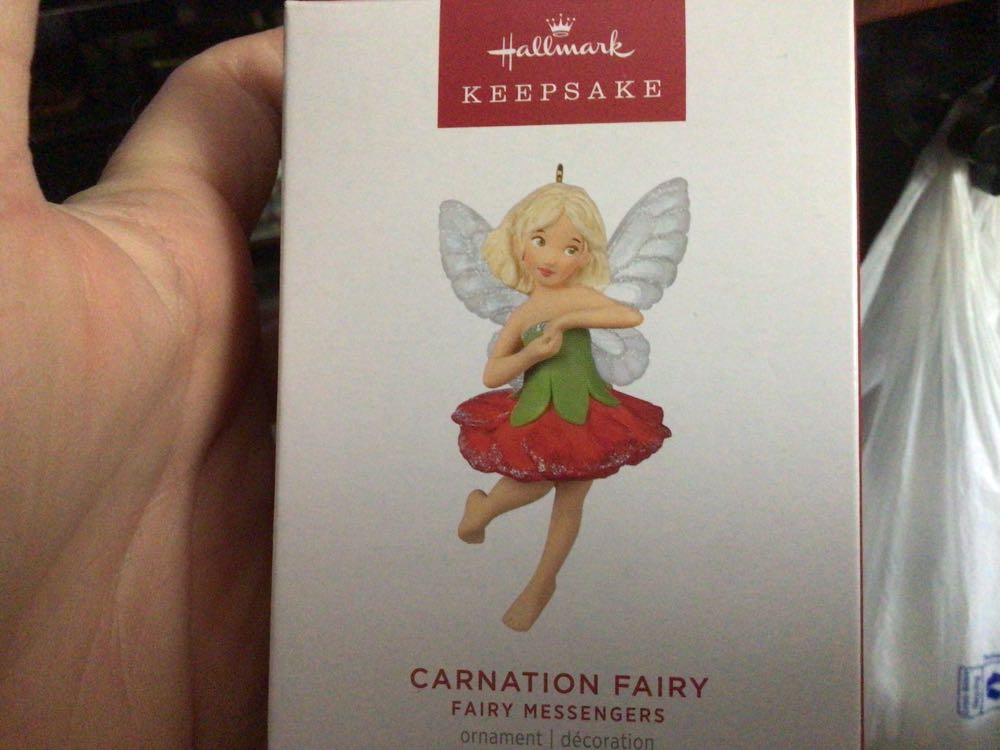 Hallmark
KEEPSAKE
CARNATION FAIRY
FAIRY MESSENGERS
ornament | décoration